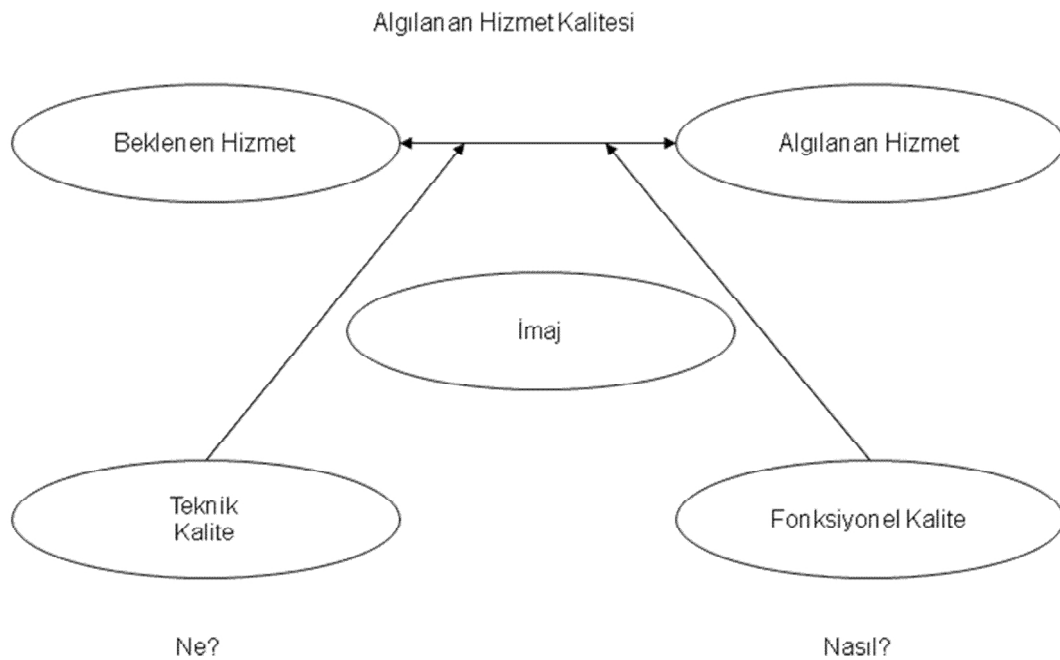 Algılanan Hizmet Kalitesi
Beklenen Hizmet
Algılanan Hizmet
İmaj
Teknik
Kalite
Fonksiyonel Kalite
Ne?
Nasıl?